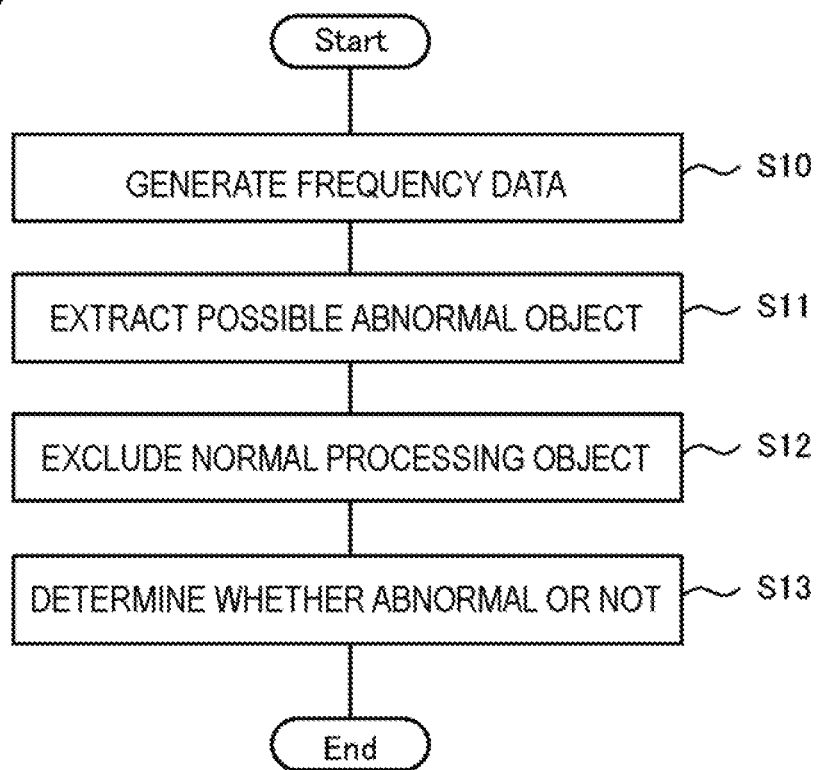 Start
GENERATE FREQUENCY DATA S10
EXTRACT POSSIBLE ABNORMAL OBJECT S11
EXCLUDE NORMAL PROCESSING OBJECT S12
DETERMINE WHETHER ABNORMAL OR NOT S13
End